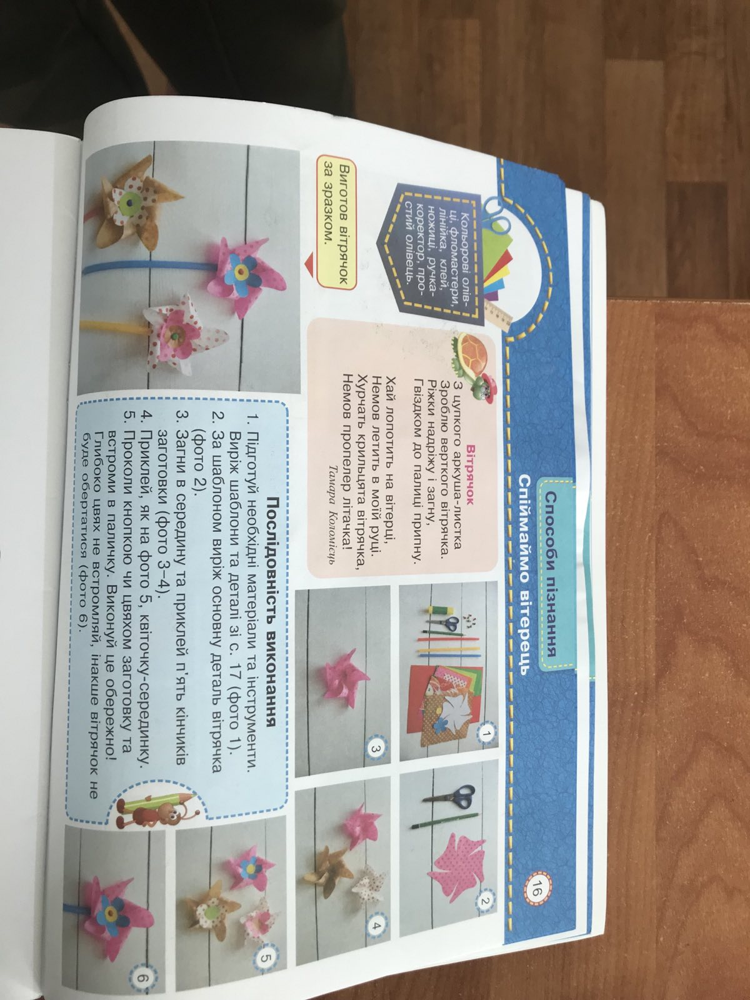 Способи пізнання
Спіймаймо вітерець
16
Кольорові олів-
ці, фломастери,
лінійка, клей,
ножиці, ручка-
коректор, про-
стий олівець.
Виготов вітрячок
за зразком.
Вітрячок
З цупкого аркуша-листка
Зроблю верткого вітрячка.
Ріжки надріжу і загну,
Гвіздком до палиці припну.
Хай лопотить на вітерці,
Немов летить в моїй руці.
Хурчать крильцята вітрячка,
Немов пропелер літачка!
Тамара Коломієць
1
2
3
4
Послідовність виконання
1. Підготуй необхідні матеріали та інструменти.
Виріж шаблони та деталі зі с. 17 (фото 1).
2. За шаблоном виріж основну деталь вітрячка
(фото 2).
3. Загни в середину та приклей п'ять кінчиків
заготовки (фото 3–4).
4. Приклей, як на фото 5, квіточку-серединку.
5. Проколи кнопкою чи цвяхом заготовку та
встроми в паличку. Виконуй це обережно!
Глибоко цвях не встромляй, інакше вітрячок не
буде обертатися (фото 6).
5
6